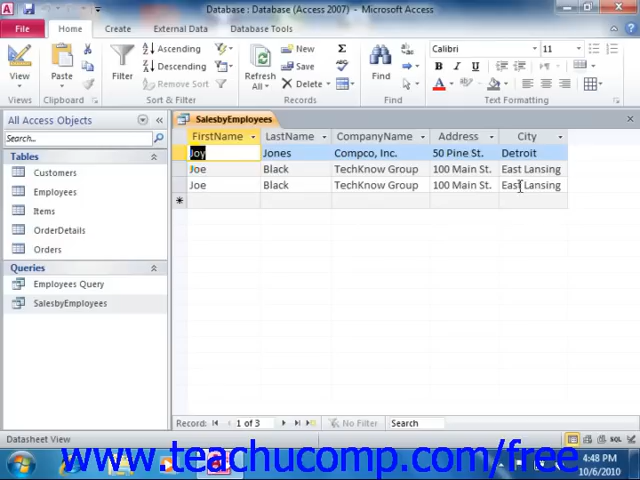 Database : Database (Access 2007) - Microsoft Access
File Home Create External Data Database Tools
View Paste Filter Ascending Descending Remove Sort Refresh All New Save Delete Find Calibri 11
B I U
Views Clipboard Sort & Filter Records Find Text Formatting
All Access Objects
Search...
Tables
Customers
Employees
Items
OrderDetails
Orders
Queries
Employees Query
SalesbyEmployees
SalesbyEmployees
FirstName LastName CompanyName Address City
Joy Jones Compco, Inc. 50 Pine St. Detroit
Joe Black TechKnow Group 100 Main St. East Lansing
Joe Black TechKnow Group 100 Main St. East Lansing
Record: 1 of 3 No Filter Search
Datasheet View
SQL
www.teachucomp.com/free
4:48 PM
10/6/2010